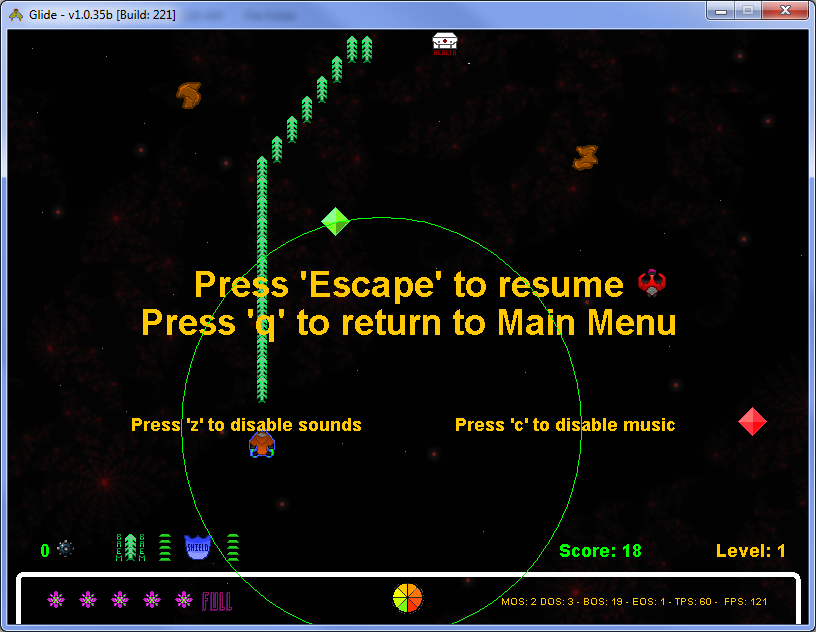 Glide - v1.0.35b [Build: 221]
Press 'Escape' to resume
Press 'q' to return to Main Menu
Press 'z' to disable sounds
Press 'c' to disable music
0
BEEM
BEEM
SHIELD
Score: 18
Level: 1
FULL
MOS: 2 DOS: 3 - BOS: 19 - EOS: 1 - TPS: 60 - FPS: 121